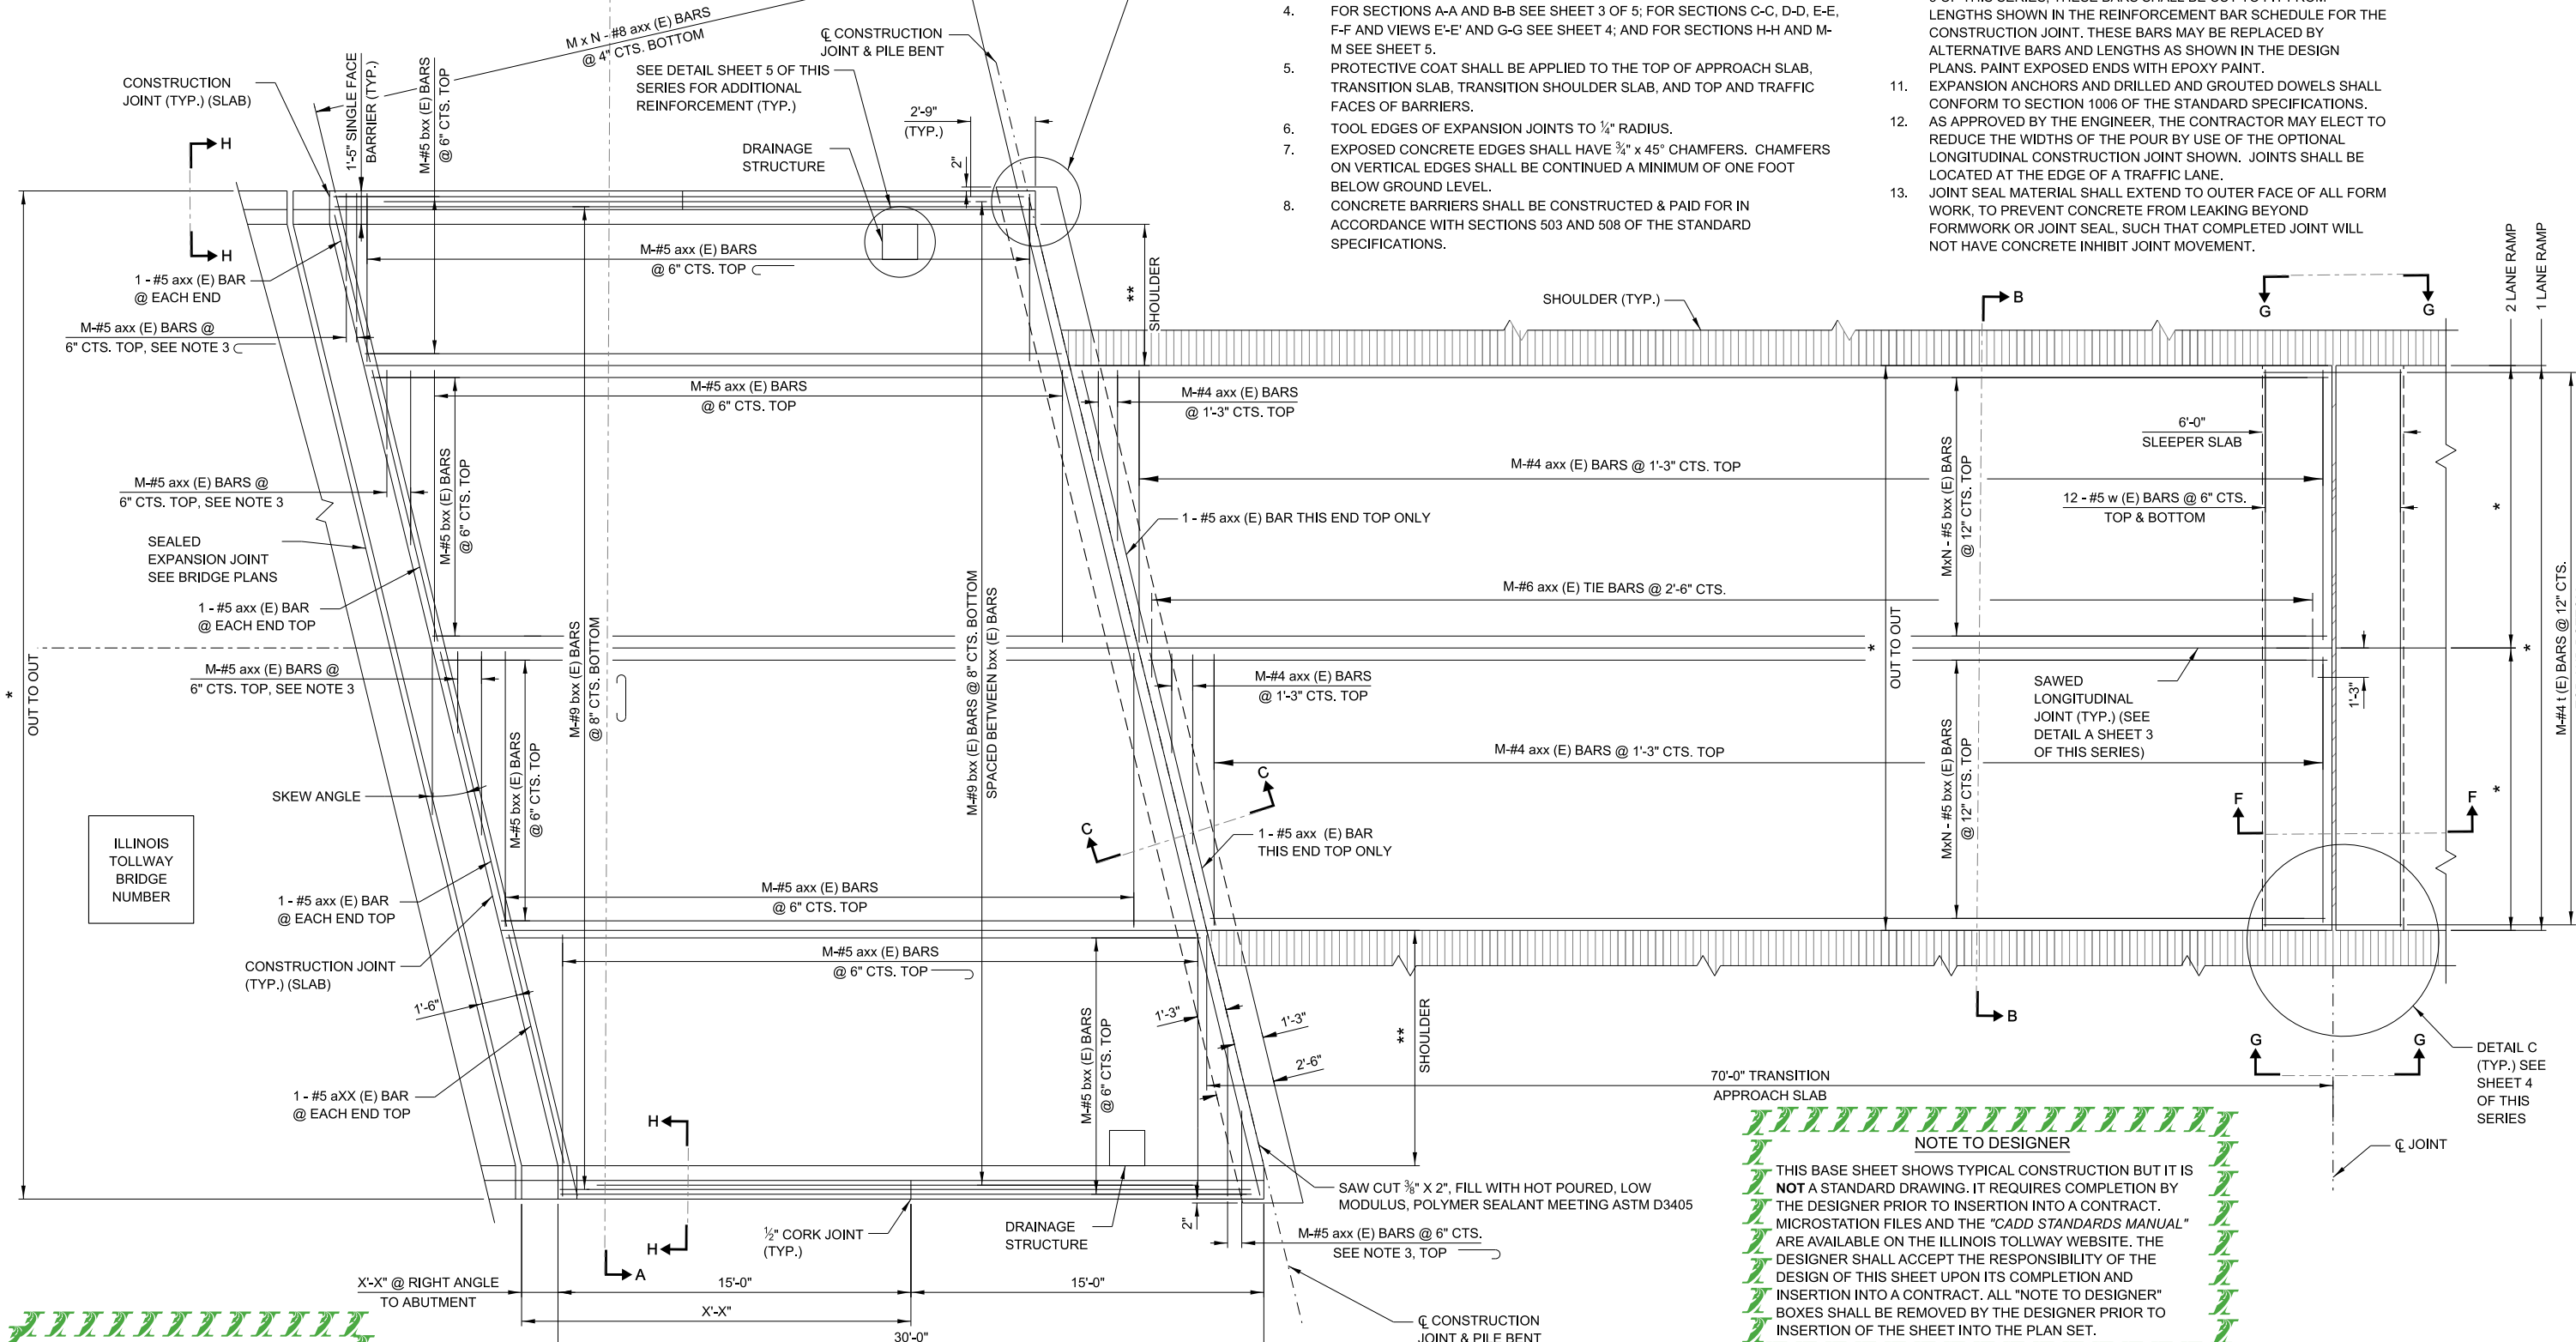 M x N - #8 axx (E) BARS
@ 4" CTS. BOTTOM
CONSTRUCTION
JOINT (TYP.) (SLAB)
1'-5" SINGLE FACE
BARRIER (TYP.)
M-#5 bxx (E) BARS
@ 6" CTS. TOP
SEE DETAIL SHEET 5 OF THIS
SERIES FOR ADDITIONAL
REINFORCEMENT (TYP.)
℄ CONSTRUCTION
JOINT & PILE BENT
DRAINAGE
STRUCTURE
2'-9"
(TYP.)
2"
4. FOR SECTIONS A-A AND B-B SEE SHEET 3 OF 5; FOR SECTIONS C-C, D-D, E-E,
F-F AND VIEWS E'-E' AND G-G SEE SHEET 4; AND FOR SECTIONS H-H AND M-
M SEE SHEET 5.
5. PROTECTIVE COAT SHALL BE APPLIED TO THE TOP OF APPROACH SLAB,
TRANSITION SLAB, TRANSITION SHOULDER SLAB, AND TOP AND TRAFFIC
FACES OF BARRIERS.
6. TOOL EDGES OF EXPANSION JOINTS TO ¼" RADIUS.
7. EXPOSED CONCRETE EDGES SHALL HAVE ¾" x 45° CHAMFERS. CHAMFERS
ON VERTICAL EDGES SHALL BE CONTINUED A MINIMUM OF ONE FOOT
BELOW GROUND LEVEL.
8. CONCRETE BARRIERS SHALL BE CONSTRUCTED & PAID FOR IN
ACCORDANCE WITH SECTIONS 503 AND 508 OF THE STANDARD
SPECIFICATIONS.
LENGTHS SHOWN IN THE REINFORCEMENT BAR SCHEDULE FOR THE
CONSTRUCTION JOINT. THESE BARS MAY BE REPLACED BY
ALTERNATIVE BARS AND LENGTHS AS SHOWN IN THE DESIGN
PLANS. PAINT EXPOSED ENDS WITH EPOXY PAINT.
11. EXPANSION ANCHORS AND DRILLED AND GROUTED DOWELS SHALL
CONFORM TO SECTION 1006 OF THE STANDARD SPECIFICATIONS.
12. AS APPROVED BY THE ENGINEER, THE CONTRACTOR MAY ELECT TO
REDUCE THE WIDTHS OF THE POUR BY USE OF THE OPTIONAL
LONGITUDINAL CONSTRUCTION JOINT SHOWN. JOINTS SHALL BE
LOCATED AT THE EDGE OF A TRAFFIC LANE.
13. JOINT SEAL MATERIAL SHALL EXTEND TO OUTER FACE OF ALL FORM
WORK, TO PREVENT CONCRETE FROM LEAKING BEYOND
FORMWORK OR JOINT SEAL, SUCH THAT COMPLETED JOINT WILL
NOT HAVE CONCRETE INHIBIT JOINT MOVEMENT.
H
H
1 - #5 axx (E) BAR
@ EACH END
M-#5 axx (E) BARS @
6" CTS. TOP, SEE NOTE 3
M-#5 axx (E) BARS
@ 6" CTS. TOP
** SHOULDER
SHOULDER (TYP.)
B
G
G
2 LANE RAMP
1 LANE RAMP
M-#5 axx (E) BARS
@ 6" CTS. TOP
M-#4 axx (E) BARS
@ 1'-3" CTS. TOP
6'-0"
SLEEPER SLAB
M-#5 axx (E) BARS @
6" CTS. TOP, SEE NOTE 3
M-#5 bxx (E) BARS
@ 6" CTS. TOP
M-#4 axx (E) BARS @ 1'-3" CTS. TOP
MxN - #5 bxx (E) BARS
@ 12" CTS. TOP
12 - #5 w (E) BARS @ 6" CTS.
TOP & BOTTOM
*
1 - #5 axx (E) BAR THIS END TOP ONLY
SEALED
EXPANSION JOINT
SEE BRIDGE PLANS
1 - #5 axx (E) BAR
@ EACH END TOP
M-#6 axx (E) TIE BARS @ 2'-6" CTS.
M-#9 bxx (E) BARS
@ 8" CTS. BOTTOM
M-#9 bxx (E) BARS @ 8" CTS. BOTTOM
SPACED BETWEEN bxx (E) BARS
*
OUT TO OUT
*
OUT TO OUT
*
M-#4 t (E) BARS @ 12" CTS.
M-#5 axx (E) BARS @
6" CTS. TOP, SEE NOTE 3
M-#4 axx (E) BARS
@ 1'-3" CTS. TOP
SAWED
LONGITUDINAL
JOINT (TYP.) (SEE
DETAIL A SHEET 3
OF THIS SERIES)
1'-3"
M-#5 bxx (E) BARS
@ 6" CTS. TOP
M-#4 axx (E) BARS @ 1'-3" CTS. TOP
MxN - #5 bxx (E) BARS
@ 12" CTS. TOP
SKEW ANGLE
C
C
F
F
*
ILLINOIS
TOLLWAY
BRIDGE
NUMBER
1 - #5 axx (E) BAR
THIS END TOP ONLY
1 - #5 axx (E) BAR
@ EACH END TOP
M-#5 axx (E) BARS
@ 6" CTS. TOP
CONSTRUCTION JOINT
(TYP.) (SLAB)
M-#5 axx (E) BARS
@ 6" CTS. TOP
1'-6"
1'-3"
1'-3"
2'-6"
M-#5 bxx (E) BARS
@ 6" CTS. TOP
** SHOULDER
B
G
G
DETAIL C
(TYP.) SEE
SHEET 4
OF THIS
SERIES
1 - #5 aXX (E) BAR
@ EACH END TOP
70'-0" TRANSITION
APPROACH SLAB
H
H
℄ JOINT
SAW CUT ⅜" X 2", FILL WITH HOT POURED, LOW
MODULUS, POLYMER SEALANT MEETING ASTM D3405
½" CORK JOINT
(TYP.)
DRAINAGE
STRUCTURE
2"
M-#5 axx (E) BARS @ 6" CTS.
SEE NOTE 3, TOP
A
X'-X" @ RIGHT ANGLE
TO ABUTMENT
15'-0"
15'-0"
X'-X"
30'-0"
℄ CONSTRUCTION
JOINT & PILE BENT
NOTE TO DESIGNER
THIS BASE SHEET SHOWS TYPICAL CONSTRUCTION BUT IT IS
NOT A STANDARD DRAWING. IT REQUIRES COMPLETION BY
THE DESIGNER PRIOR TO INSERTION INTO A CONTRACT.
MICROSTATION FILES AND THE "CADD STANDARDS MANUAL"
ARE AVAILABLE ON THE ILLINOIS TOLLWAY WEBSITE. THE
DESIGNER SHALL ACCEPT THE RESPONSIBILITY OF THE
DESIGN OF THIS SHEET UPON ITS COMPLETION AND
INSERTION INTO A CONTRACT. ALL "NOTE TO DESIGNER"
BOXES SHALL BE REMOVED BY THE DESIGNER PRIOR TO
INSERTION OF THE SHEET INTO THE PLAN SET.